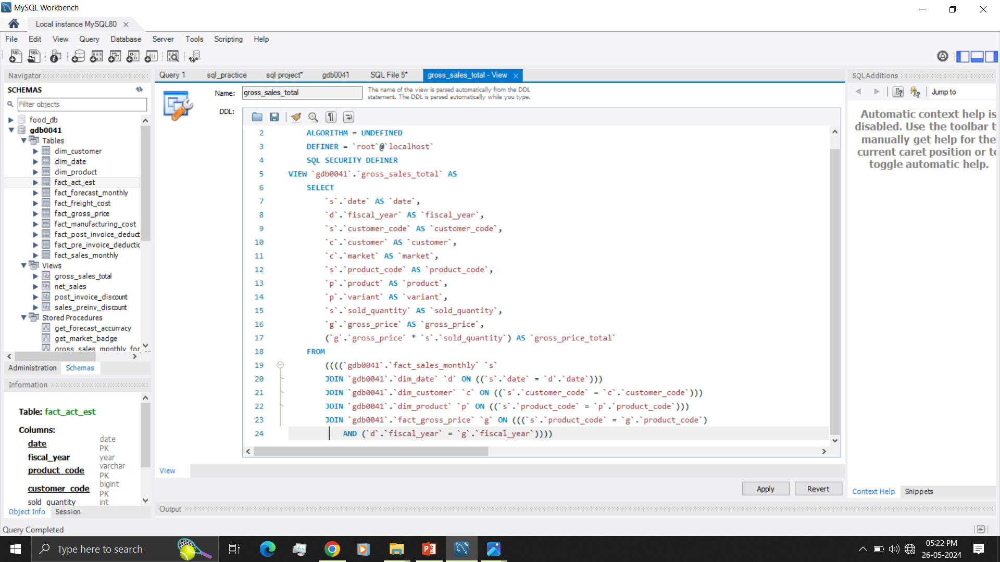 MySQL Workbench
Local instance MySQL80
File Edit View Query Database Server Tools Scripting Help
Navigator
SCHEMAS
Filter objects
food_db
gdb0041
Tables
dim_customer
dim_date
dim_product
fact_act_est
fact_forecast_monthly
fact_freight_cost
fact_gross_price
fact_manufacturing_cost
fact_post_invoice_deduct
fact_pre_invoice_deductio
fact_sales_monthly
Views
gross_sales_total
net_sales
post_invoice_discount
sales_preinv_discount
Stored Procedures
get_forecast_accurracy
get_market_badge
gross_sales_monthly_for
Administration Schemas
Information
Table: fact_act_est
Columns:
date date PK
fiscal_year year
product_code varchar PK
customer_code bigint PK
sold_quantity int
Object Info Session
Query Completed
Query 1 sql_practice sql project* gdb0041 SQL File 5* gross_sales_total - View
Name: gross_sales_total
The name of the view is parsed automatically from the DDL
statement. The DDL is parsed automatically while you type.
DDL:
2 ALGORITHM = UNDEFINED
3 DEFINER = `root`@`localhost`
4 SQL SECURITY DEFINER
5 VIEW `gdb0041`.`gross_sales_total` AS
6 SELECT
7 `s`.`date` AS `date`,
8 `d`.`fiscal_year` AS `fiscal_year`,
9 `s`.`customer_code` AS `customer_code`,
10 `c`.`customer` AS `customer`,
11 `c`.`market` AS `market`,
12 `s`.`product_code` AS `product_code`,
13 `p`.`product` AS `product`,
14 `p`.`variant` AS `variant`,
15 `s`.`sold_quantity` AS `sold_quantity`,
16 `g`.`gross_price` AS `gross_price`,
17 (`g`.`gross_price` * `s`.`sold_quantity`) AS `gross_price_total`
18 FROM
19 ((((`gdb0041`.`fact_sales_monthly` `s`
20 JOIN `gdb0041`.`dim_date` `d` ON ((`s`.`date` = `d`.`date`)))
21 JOIN `gdb0041`.`dim_customer` `c` ON ((`s`.`customer_code` = `c`.`customer_code`)))
22 JOIN `gdb0041`.`dim_product` `p` ON ((`s`.`product_code` = `p`.`product_code`)))
23 JOIN `gdb0041`.`fact_gross_price` `g` ON (((`s`.`product_code` = `g`.`product_code`)
24 AND (`d`.`fiscal_year` = `g`.`fiscal_year`))))
View
Apply Revert
Output
SQLAdditions
Jump to
Automatic context help is
disabled. Use the toolbar t
manually get help for the
current caret position or to
toggle automatic help.
Context Help Snippets
Type here to search
05:22 PM
26-05-2024